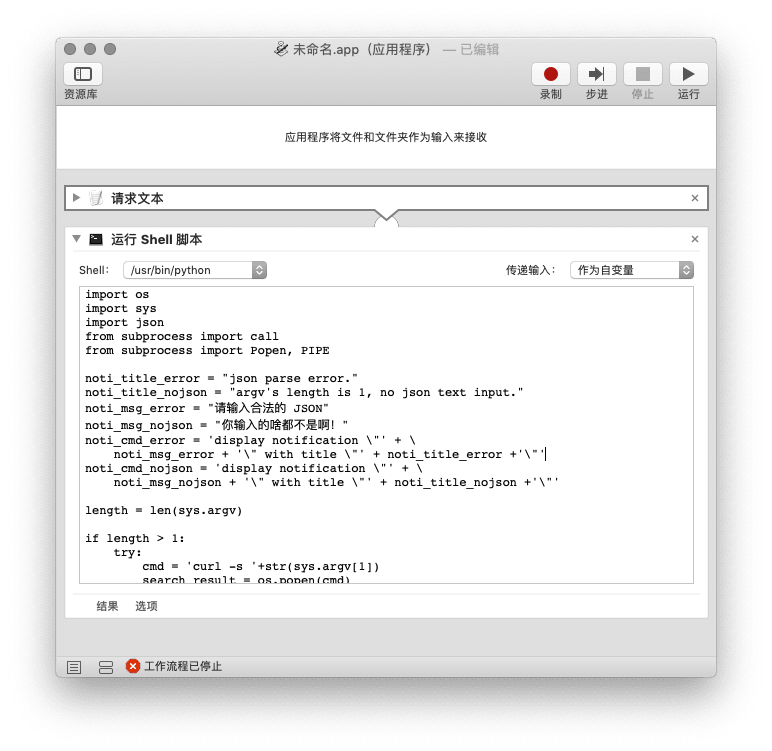 未命名.app（应用程序） — 已编辑
资源库
录制 步进 停止 运行
应用程序将文件和文件夹作为输入来接收
请求文本
运行 Shell 脚本
Shell: /usr/bin/python 传递输入： 作为自变量
import os
import sys
import json
from subprocess import call
from subprocess import Popen, PIPE
noti_title_error = "json parse error."
noti_title_nojson = "argv's length is 1, no json text input."
noti_msg_error = "请输入合法的 JSON"
noti_msg_nojson = "你输入的啥都不是啊！"
noti_cmd_error = 'display notification \"' + \
noti_msg_error + '\" with title \"' + noti_title_error +'\"'
noti_cmd_nojson = 'display notification \"' + \
noti_msg_nojson + '\" with title \"' + noti_title_nojson +'\"'
length = len(sys.argv)
if length > 1:
try:
cmd = 'curl -s '+str(sys.argv[1])
search_result = os.popen(cmd)
结果 选项
工作流程已停止